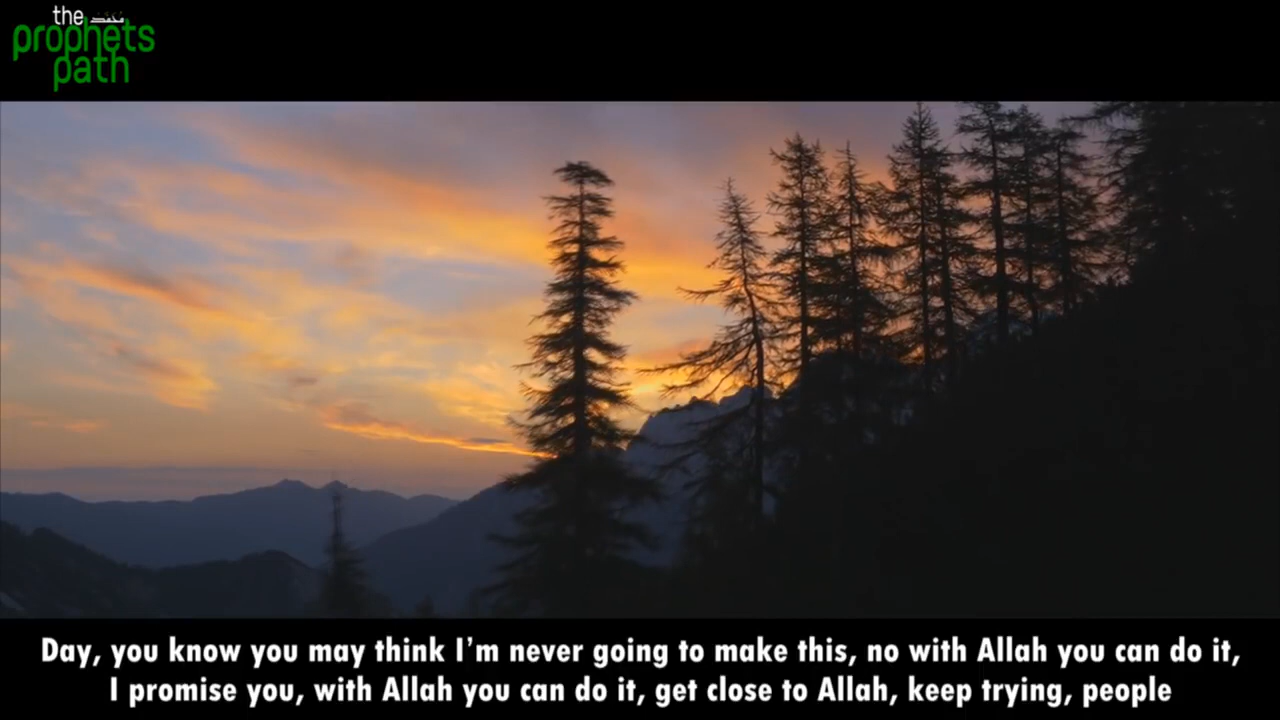 the محمد
prophets
path
Day, you know you may think I'm never going to make this, no with Allah you can do it,
I promise you, with Allah you can do it, get close to Allah, keep trying, people